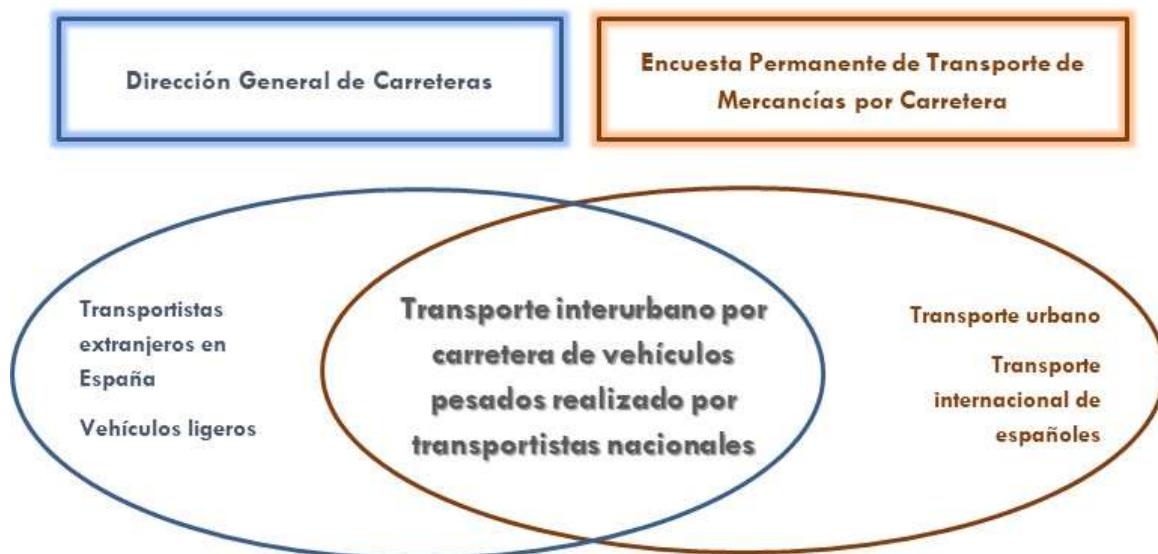 Dirección General de Carreteras
Encuesta Permanente de Transporte de
Mercancías por Carretera
Transportistas
extranjeros en
España
Vehículos ligeros
Transporte interurbano por
carretera de vehículos
pesados realizado por
transportistas nacionales
Transporte urbano
Transporte
internacional de
españoles